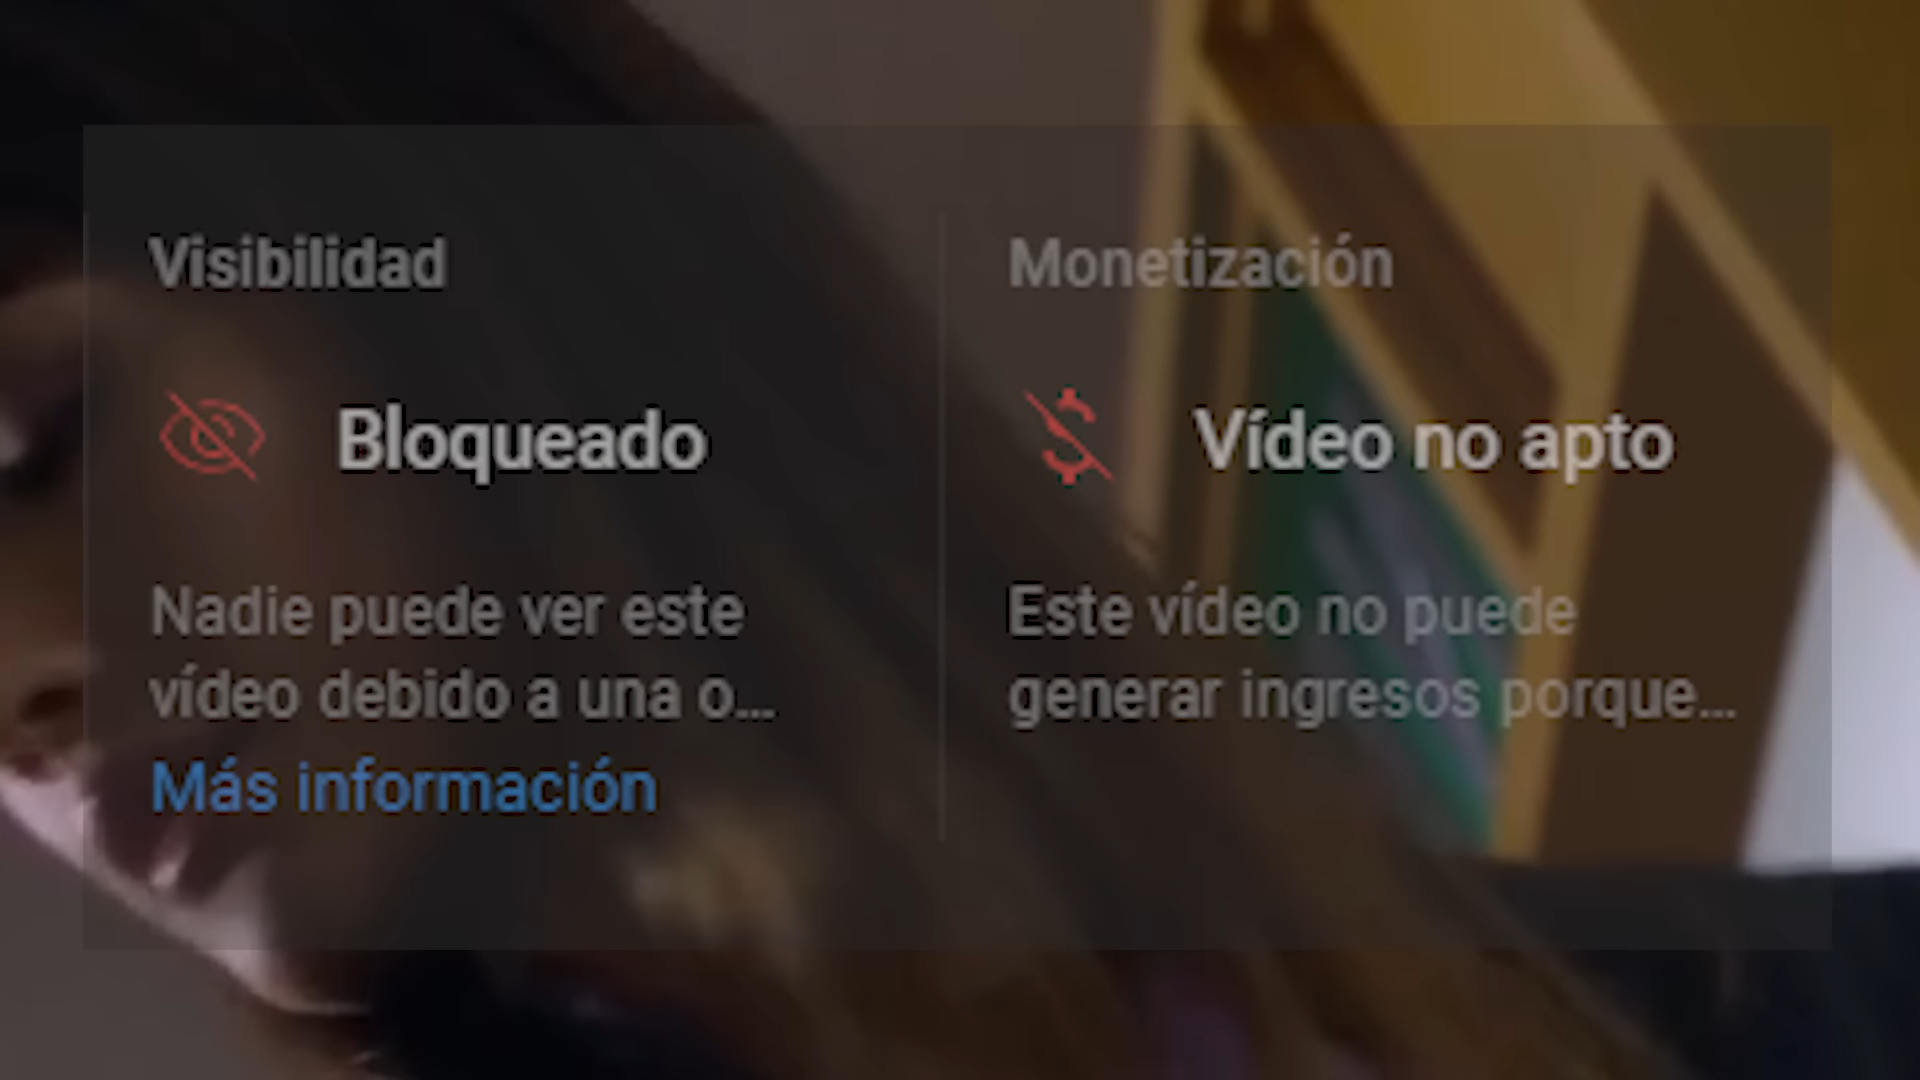 Visibilidad
Bloqueado
Nadie puede ver este
vídeo debido a una o...
Más información
Monetización
Vídeo no apto
Este vídeo no puede
generar ingresos porque...